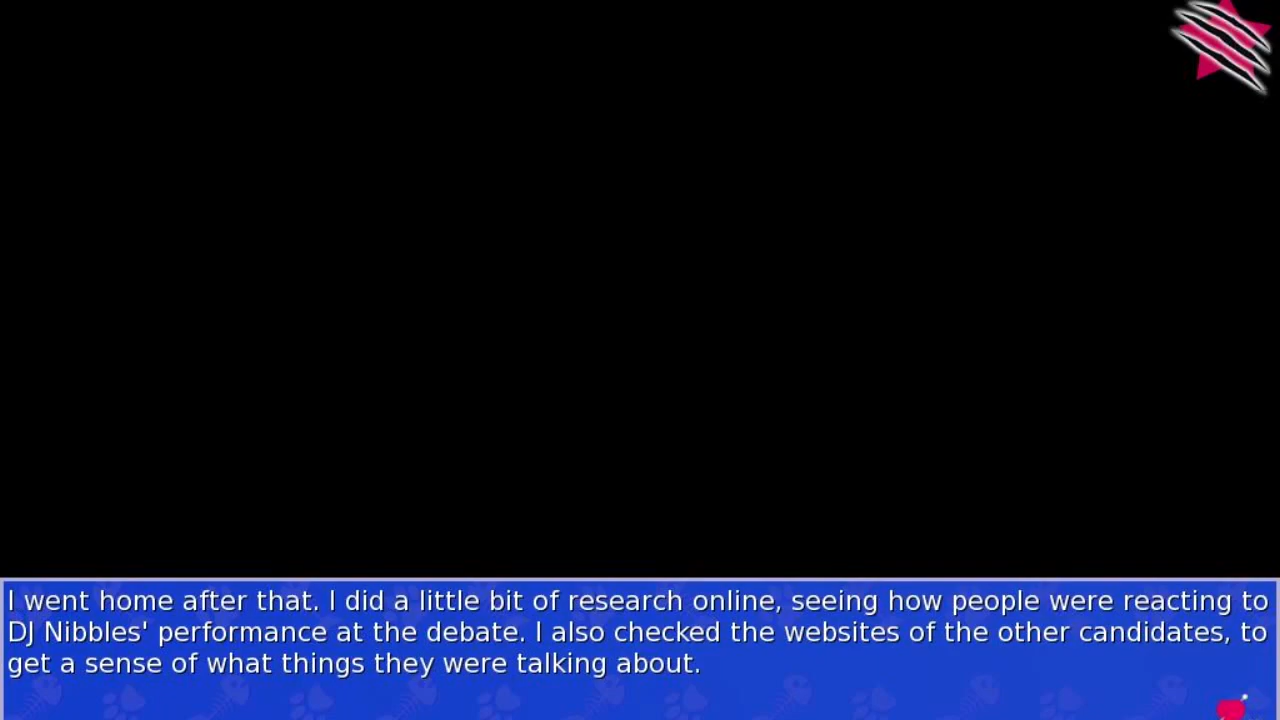 I went home after that. I did a little bit of research online, seeing how people were reacting to
DJ Nibbles' performance at the debate. I also checked the websites of the other candidates, to
get a sense of what things they were talking about.